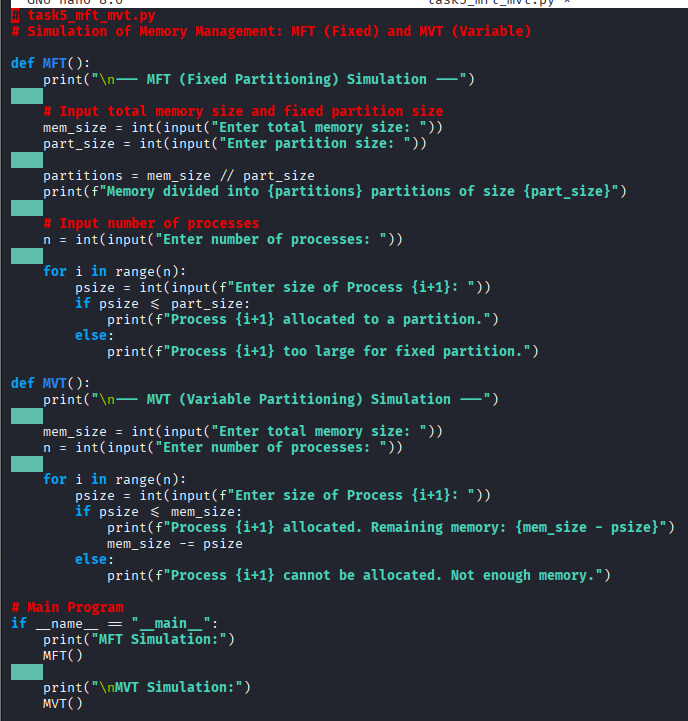 # task5_mft_mvt.py
# Simulation of Memory Management: MFT (Fixed) and MVT (Variable)

def MFT():
    print("\n--- MFT (Fixed Partitioning) Simulation ---")

    # Input total memory size and fixed partition size
    mem_size = int(input("Enter total memory size: "))
    part_size = int(input("Enter partition size: "))

    partitions = mem_size // part_size
    print(f"Memory divided into {partitions} partitions of size {part_size}")

    # Input number of processes
    n = int(input("Enter number of processes: "))

    for i in range(n):
        psize = int(input(f"Enter size of Process {i+1}: "))
        if psize <= part_size:
            print(f"Process {i+1} allocated to a partition.")
        else:
            print(f"Process {i+1} too large for fixed partition.")

def MVT():
    print("\n--- MVT (Variable Partitioning) Simulation ---")

    mem_size = int(input("Enter total memory size: "))
    n = int(input("Enter number of processes: "))

    for i in range(n):
        psize = int(input(f"Enter size of Process {i+1}: "))
        if psize <= mem_size:
            print(f"Process {i+1} allocated. Remaining memory: {mem_size - psize}")
            mem_size -= psize
        else:
            print(f"Process {i+1} cannot be allocated. Not enough memory.")

# Main Program
if __name__ == "__main__":
    print("MFT Simulation:")
    MFT()

    print("\nMVT Simulation:")
    MVT()